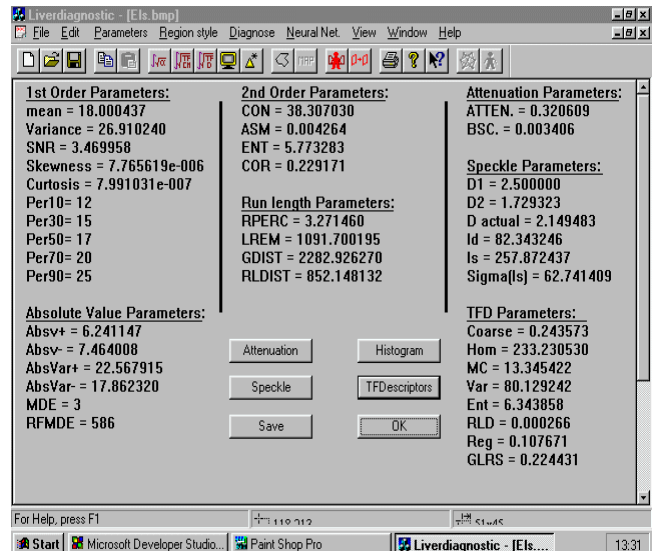 Liverdiagnostic - [Els.bmp]
File Edit Parameters Region style Diagnose Neural Net. View Window Help
1st Order Parameters:
mean = 18.000437
Variance = 26.910240
SNR = 3.469958
Skewness = 7.765619e-006
Curtosis = 7.991031e-007
Per10= 12
Per30= 15
Per50= 17
Per70= 20
Per90= 25
Absolute Value Parameters:
Absv+ = 6.241147
Absv- = 7.464008
AbsVar+ = 22.567915
AbsVar- = 17.862320
MDE = 3
RFMDE = 586
2nd Order Parameters:
CON = 38.307030
ASM = 0.004264
ENT = 5.773283
COR = 0.229171
Run length Parameters:
RPERC = 3.271460
LREM = 1091.700195
GDIST = 2282.926270
RLDIST = 852.148132
Attenuation Histogram
Speckle TFDescriptors
Save OK
Attenuation Parameters:
ATTEN. = 0.320609
BSC. = 0.003406
Speckle Parameters:
D1 = 2.500000
D2 = 1.729323
D actual = 2.149483
Id = 82.343246
Is = 257.872437
Sigma(Is) = 62.741409
TFD Parameters:
Coarse = 0.243573
Hom = 233.230530
MC = 13.345422
Var = 80.129242
Ent = 6.343858
RLD = 0.000266
Reg = 0.107671
GLRS = 0.224431
For Help, press F1
Start Microsoft Developer Studio... Paint Shop Pro Liverdiagnostic - [Els.... 13:31